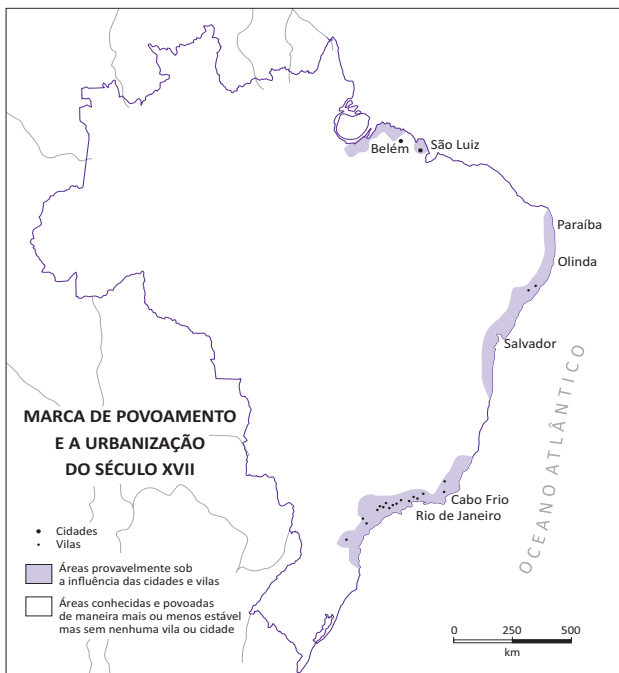 Belém
São Luiz
Paraíba
Olinda
Salvador
OCEANO ATLÂNTICO
MARCA DE POVOAMENTO
E A URBANIZAÇÃO
DO SÉCULO XVII
Cabo Frio
Rio de Janeiro
Cidades
Vilas
Áreas provavelmente sob
a influência das cidades e vilas
Áreas conhecidas e povoadas
de maneira mais ou menos estável
mas sem nenhuma vila ou cidade
0 250 500
km